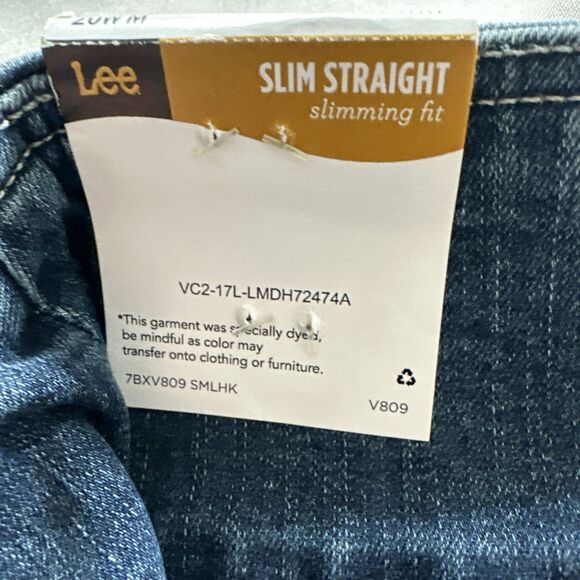 20WM
Lee
SLIM STRAIGHT
slimming fit
VC2-17L-LMDH72474A
*This garment was specially dyed,
be mindful as color may
transfer onto clothing or furniture.
7BXV809 SMLHK
V809